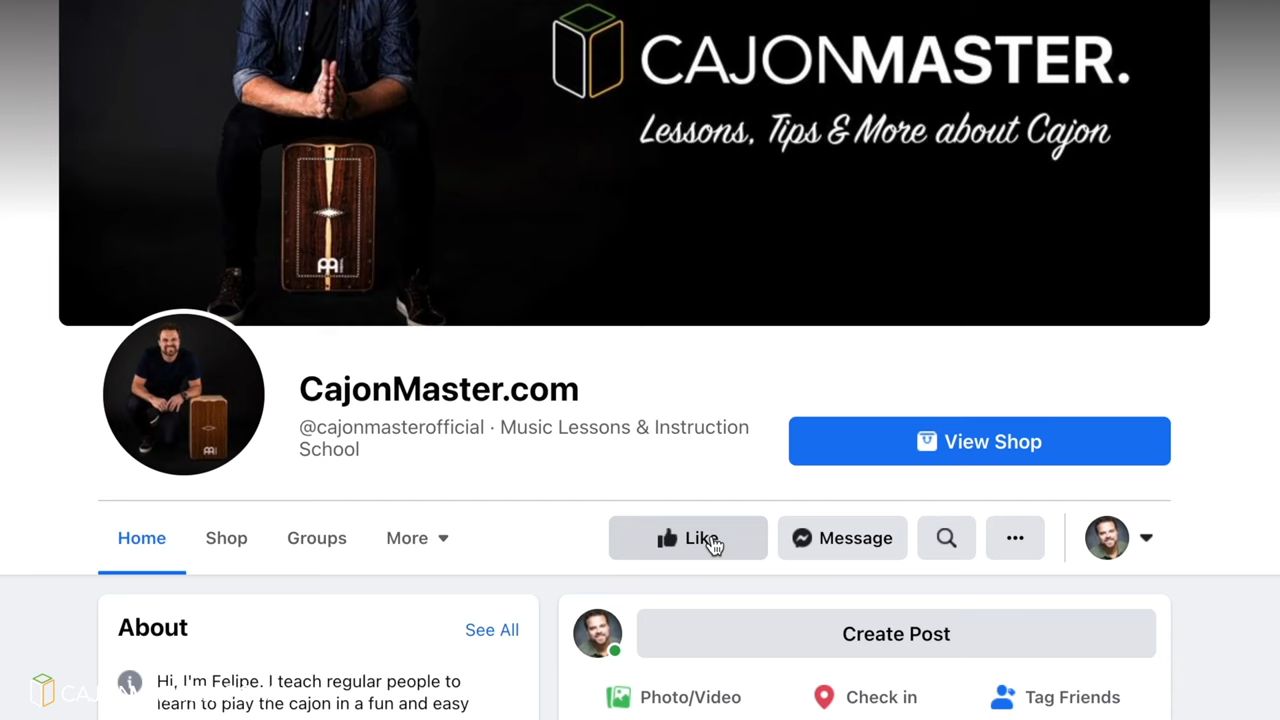 CAJONMASTER.
Lessons, Tips & More about Cajon
CajonMaster.com
@cajonmasterofficial · Music Lessons & Instruction
School
View Shop
Home Shop Groups More Like Message
About See All
Create Post
Hi, I'm Felipe. I teach regular people to
learn to play the cajon in a fun and easy
Photo/Video Check in Tag Friends